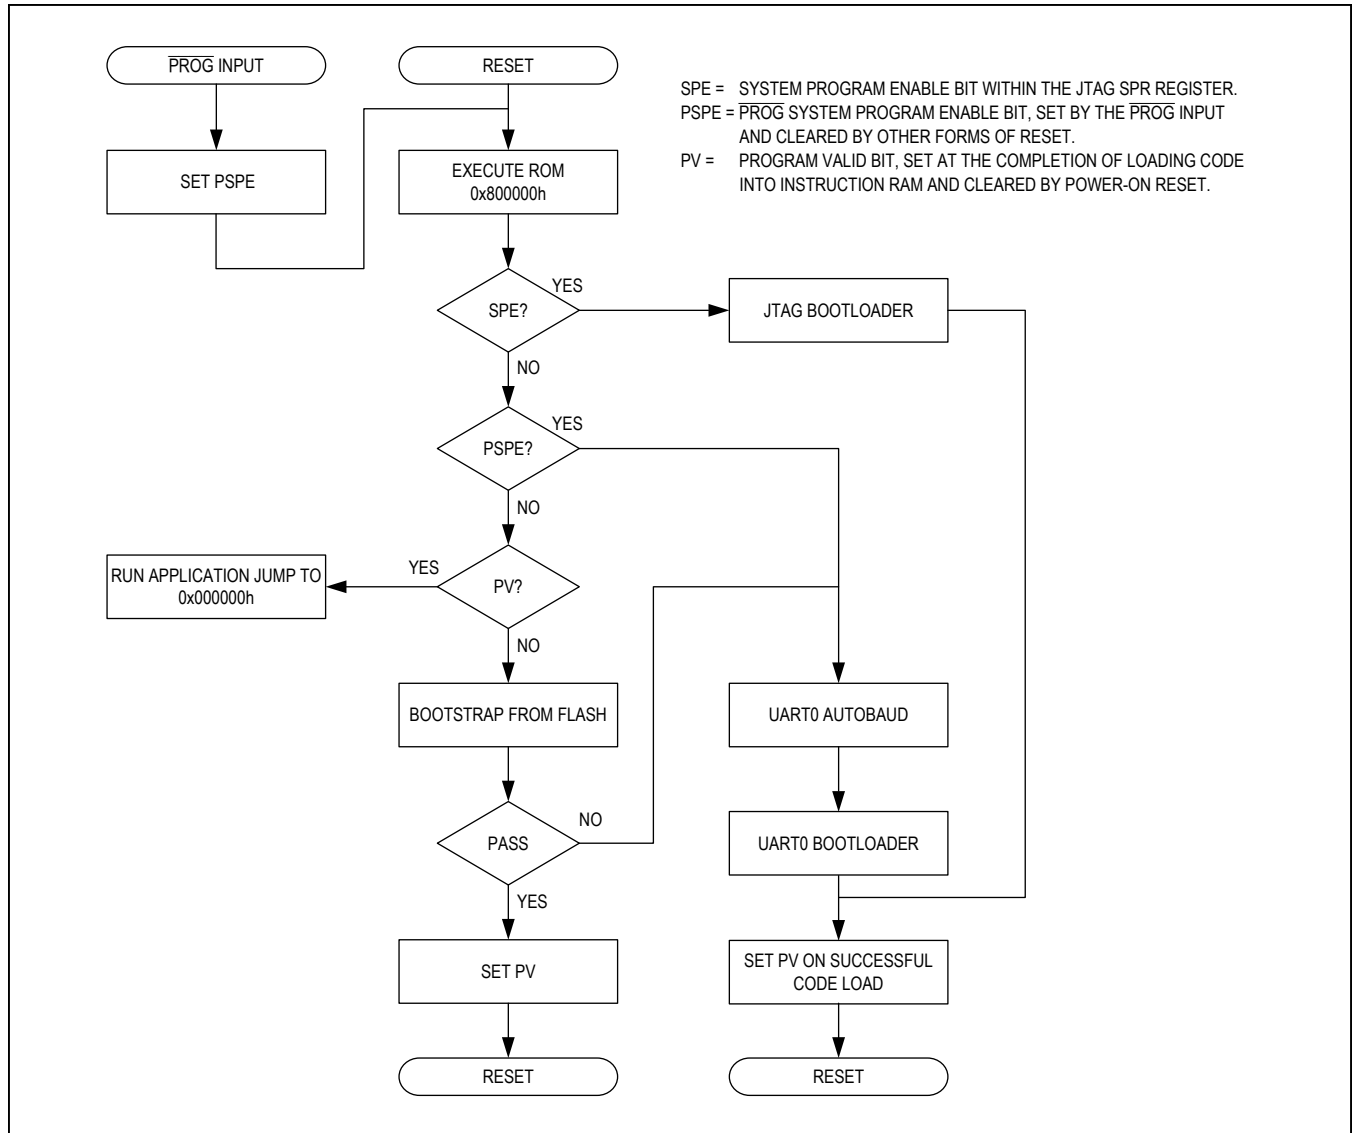 PROG INPUT
RESET
SPE = SYSTEM PROGRAM ENABLE BIT WITHIN THE JTAG SPR REGISTER.
PSPE = PROG SYSTEM PROGRAM ENABLE BIT, SET BY THE PROG INPUT
AND CLEARED BY OTHER FORMS OF RESET.
PV = PROGRAM VALID BIT, SET AT THE COMPLETION OF LOADING CODE
INTO INSTRUCTION RAM AND CLEARED BY POWER-ON RESET.
SET PSPE
EXECUTE ROM
0x800000h
SPE?
YES
JTAG BOOTLOADER
NO
PSPE?
YES
NO
RUN APPLICATION JUMP TO
0x000000h
YES
PV?
NO
BOOTSTRAP FROM FLASH
UART0 AUTOBAUD
PASS
NO
UART0 BOOTLOADER
YES
SET PV
SET PV ON SUCCESSFUL
CODE LOAD
RESET
RESET